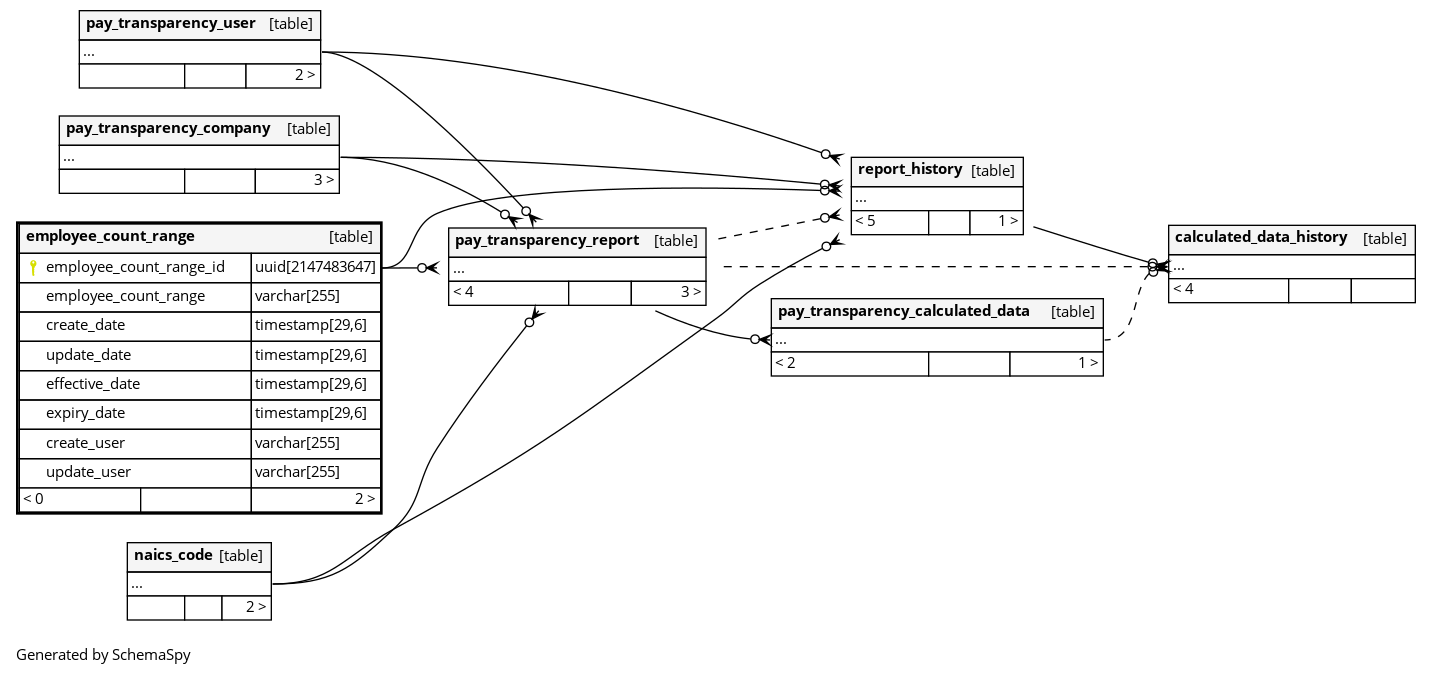 pay_transparency_user [table]
...
2 >
pay_transparency_company [table]
...
3 >
employee_count_range [table]
employee_count_range_id uuid[2147483647]
employee_count_range varchar[255]
create_date timestamp[29,6]
update_date timestamp[29,6]
effective_date timestamp[29,6]
expiry_date timestamp[29,6]
create_user varchar[255]
update_user varchar[255]
< 0 2 >
naics_code [table]
...
2 >
pay_transparency_report [table]
...
< 4 3 >
report_history [table]
...
< 5 1 >
pay_transparency_calculated_data [table]
...
< 2 1 >
calculated_data_history [table]
...
< 4
Generated by SchemaSpy